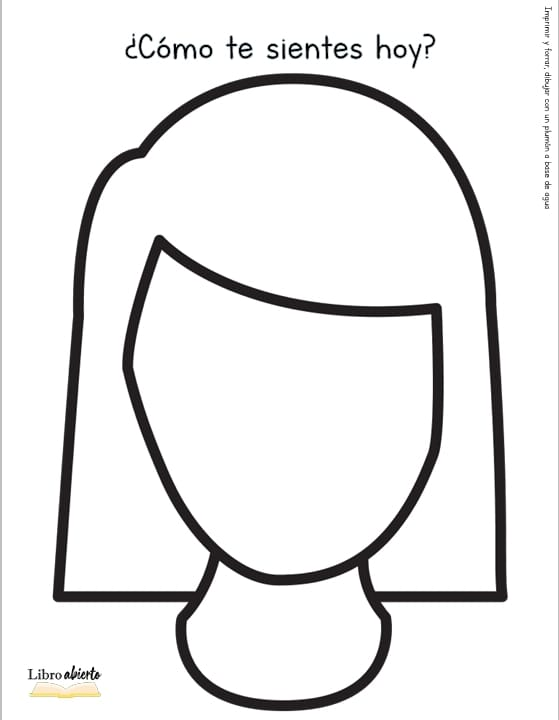 ¿Cómo te sientes hoy?
Imprimir y forrar, dibujar con un plumón a base de agua
Libro abierto